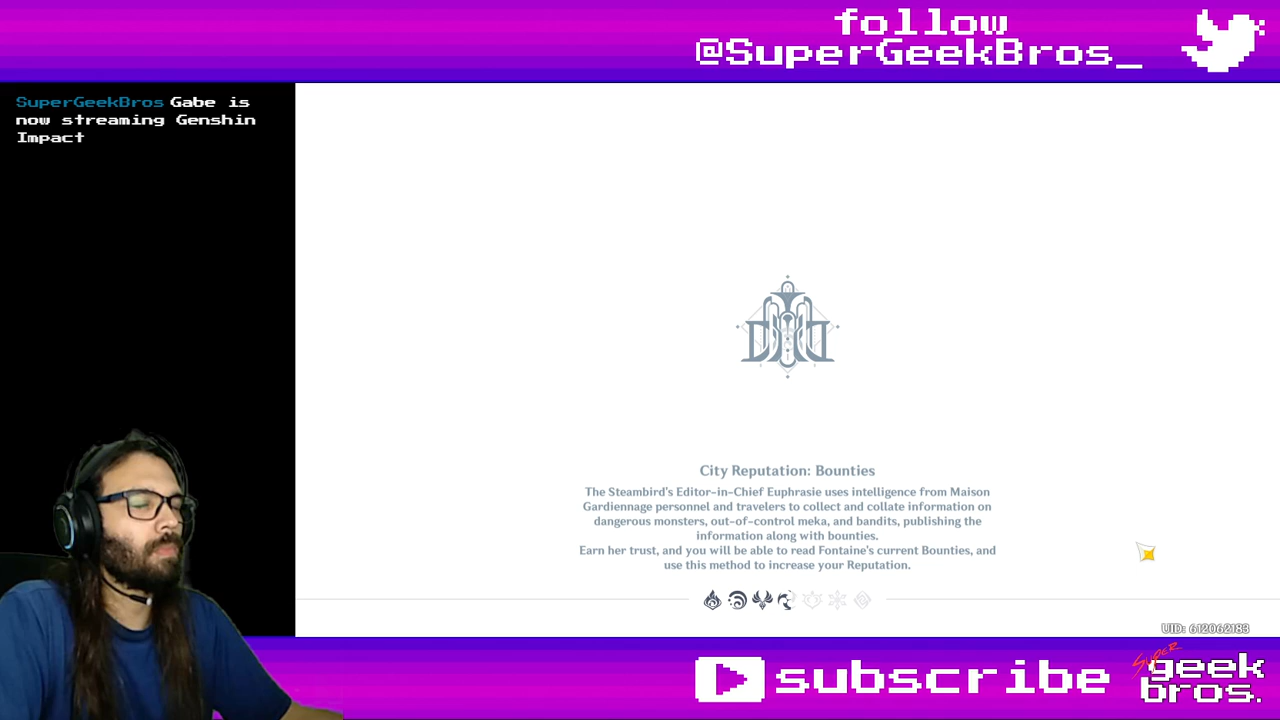 follow
@SuperGeekBros_
SuperGeekBros Gabe is
now streaming Genshin
Impact
City Reputation: Bounties
The Steambird's Editor-in-Chief Euphrasie uses intelligence from Maison
Gardiennage personnel and travelers to collect and collate information on
dangerous monsters, out-of-control meka, and bandits, publishing the
information along with bounties.
Earn her trust, and you will be able to read Fontaine's current Bounties, and
use this method to increase your Reputation.
UID: 612062183
subscribe
Super
geek
bros.